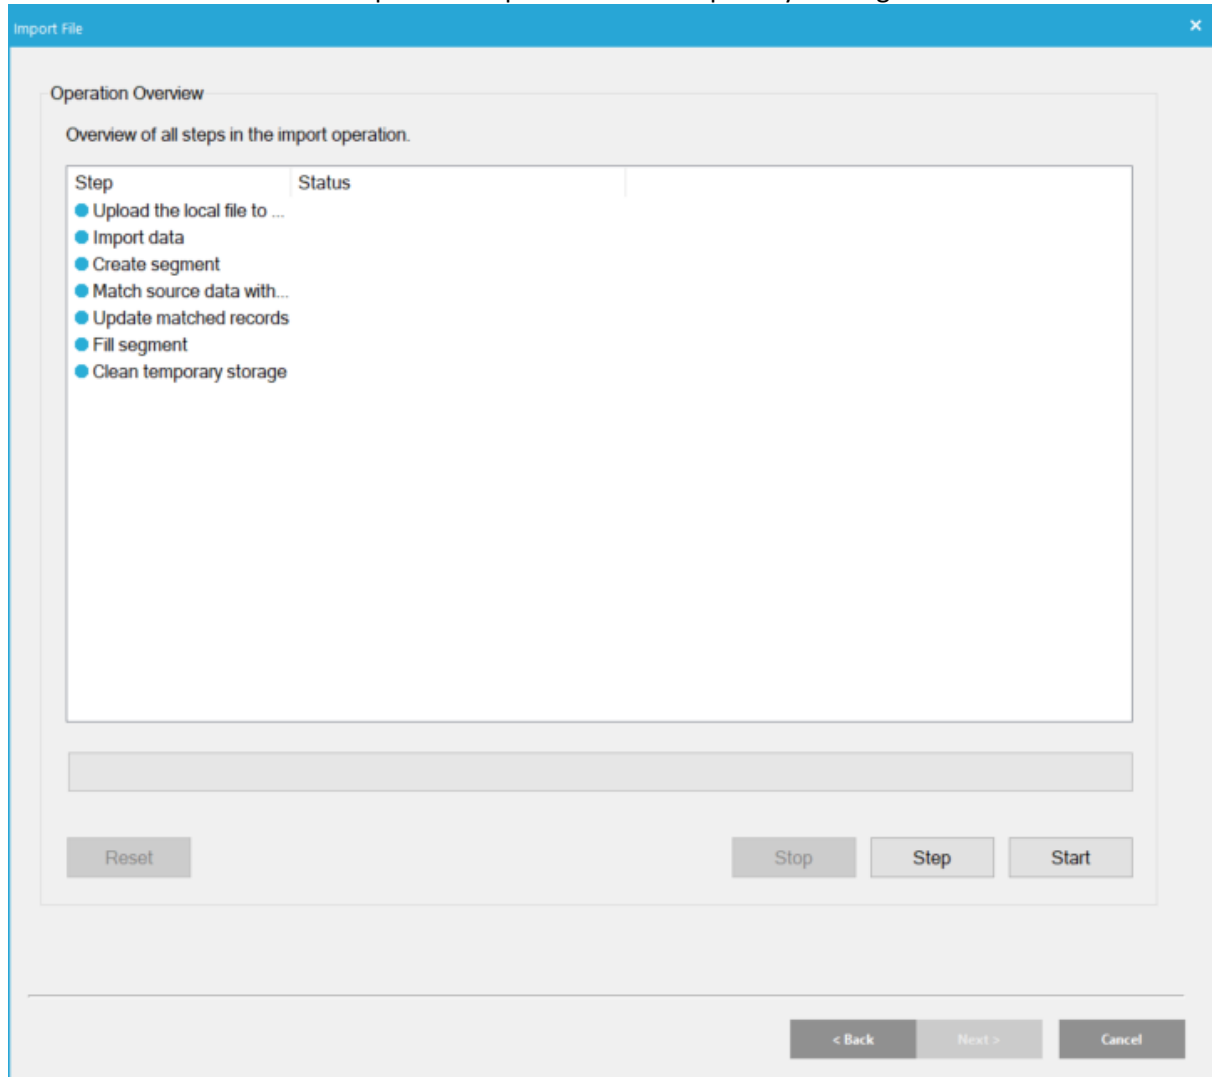 Import File
Operation Overview
Overview of all steps in the import operation.
Step Status
Upload the local file to ...
Import data
Create segment
Match source data with...
Update matched records
Fill segment
Clean temporary storage
Reset Stop Step Start
< Back Next > Cancel